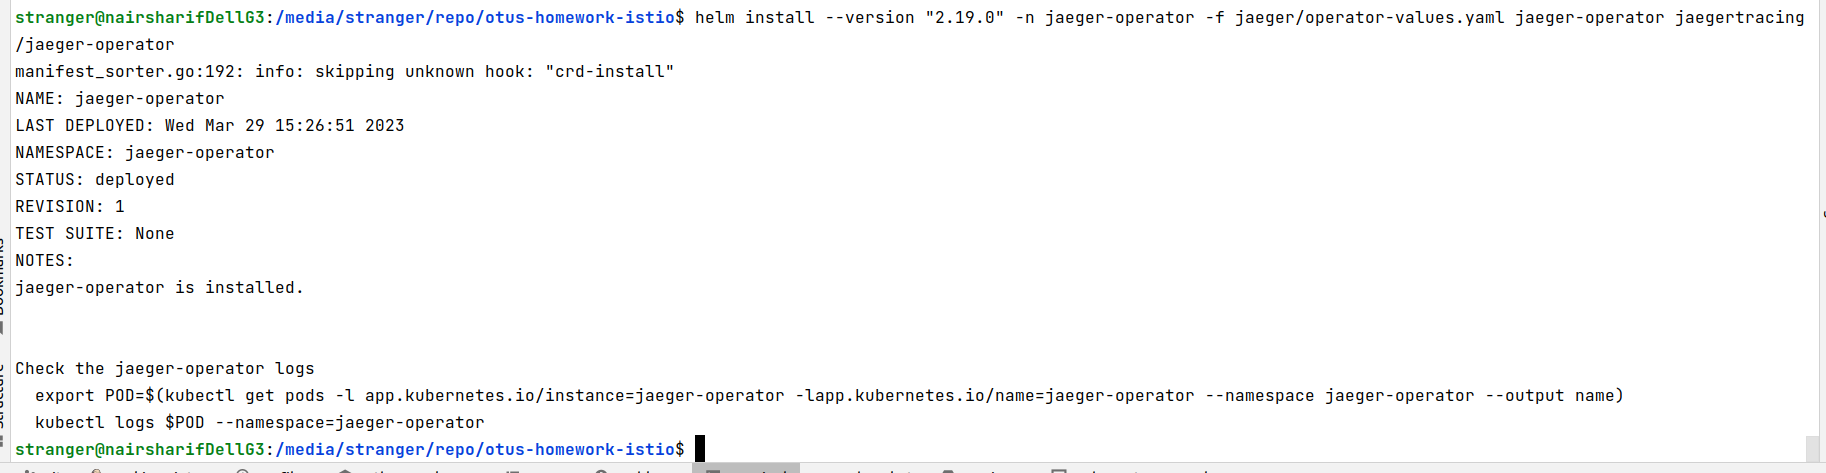 stranger@nairsharifDellG3:/media/stranger/repo/otus-homework-istio$ helm install --version "2.19.0" -n jaeger-operator -f jaeger/operator-values.yaml jaeger-operator jaegertracing
/jaeger-operator
manifest_sorter.go:192: info: skipping unknown hook: "crd-install"
NAME: jaeger-operator
LAST DEPLOYED: Wed Mar 29 15:26:51 2023
NAMESPACE: jaeger-operator
STATUS: deployed
REVISION: 1
TEST SUITE: None
NOTES:
jaeger-operator is installed.
Check the jaeger-operator logs
  export POD=$(kubectl get pods -l app.kubernetes.io/instance=jaeger-operator -lapp.kubernetes.io/name=jaeger-operator --namespace jaeger-operator --output name)
  kubectl logs $POD --namespace=jaeger-operator
stranger@nairsharifDellG3:/media/stranger/repo/otus-homework-istio$